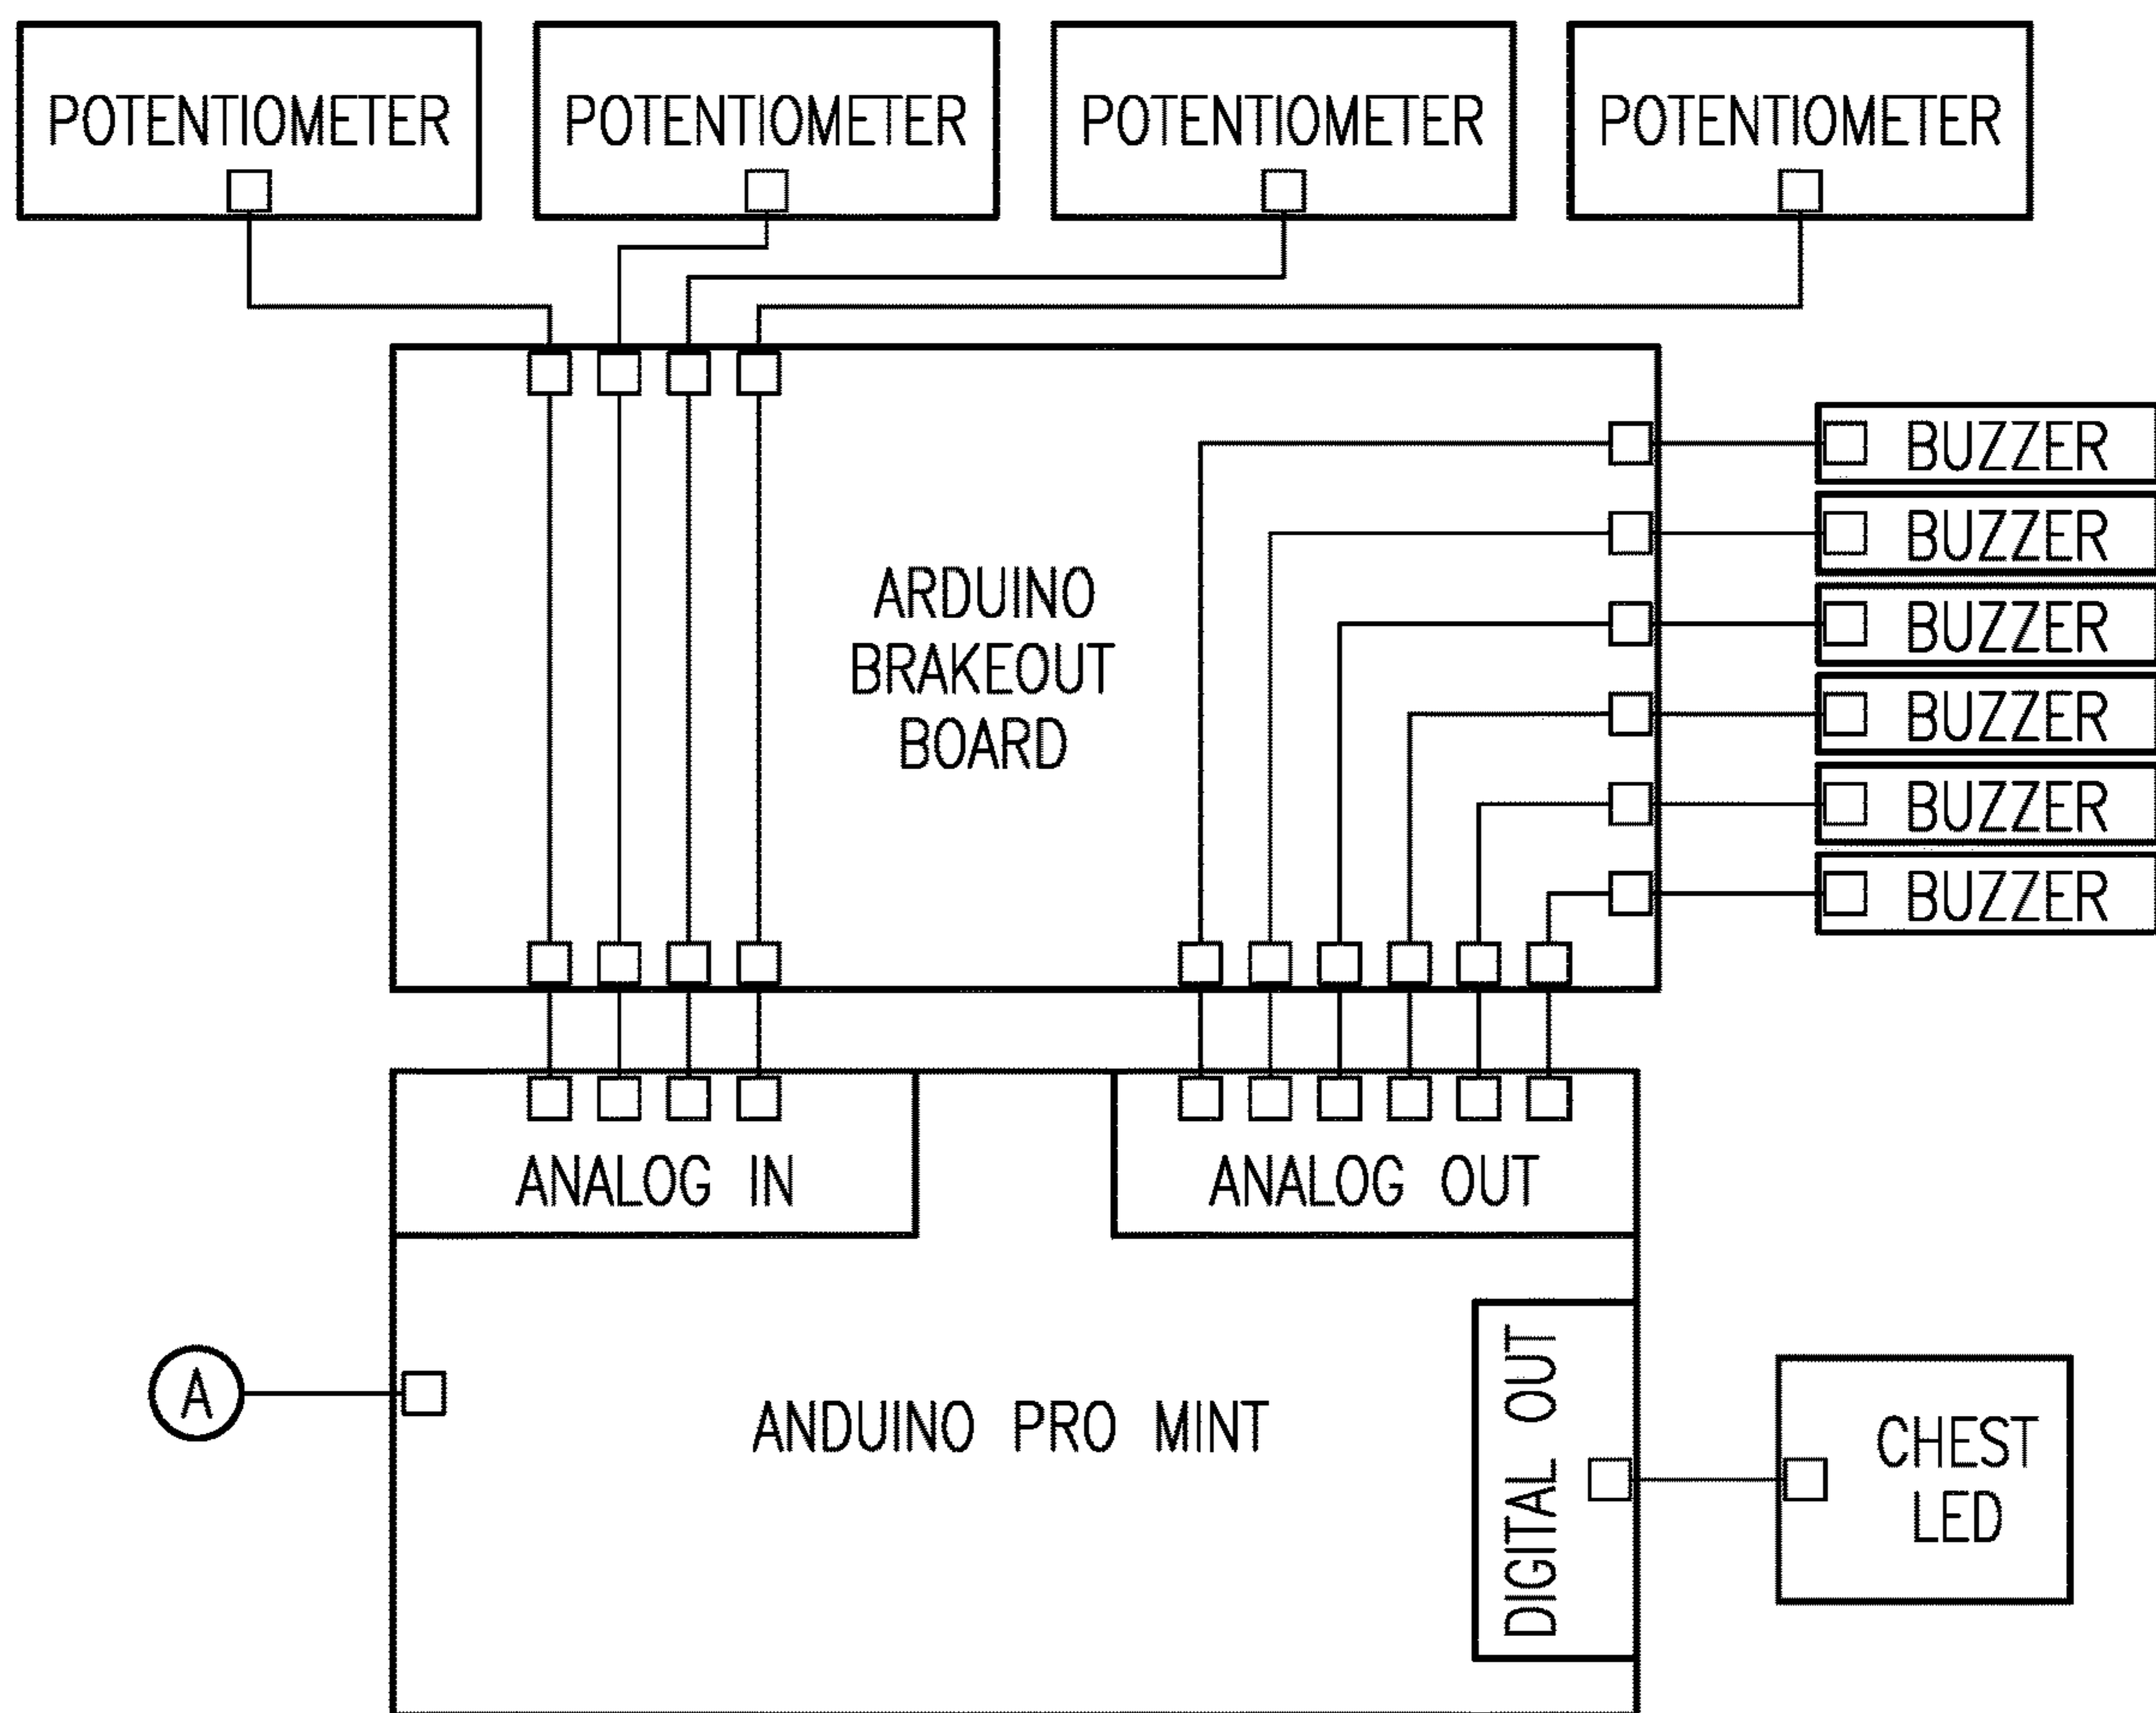 POTENTIOMETER
POTENTIOMETER
POTENTIOMETER
POTENTIOMETER
ARDUINO
BRAKEOUT
BOARD
BUZZER
BUZZER
BUZZER
BUZZER
BUZZER
BUZZER
ANALOG IN
ANALOG OUT
A
ANDUINO PRO MINT
DIGITAL OUT
CHEST
LED